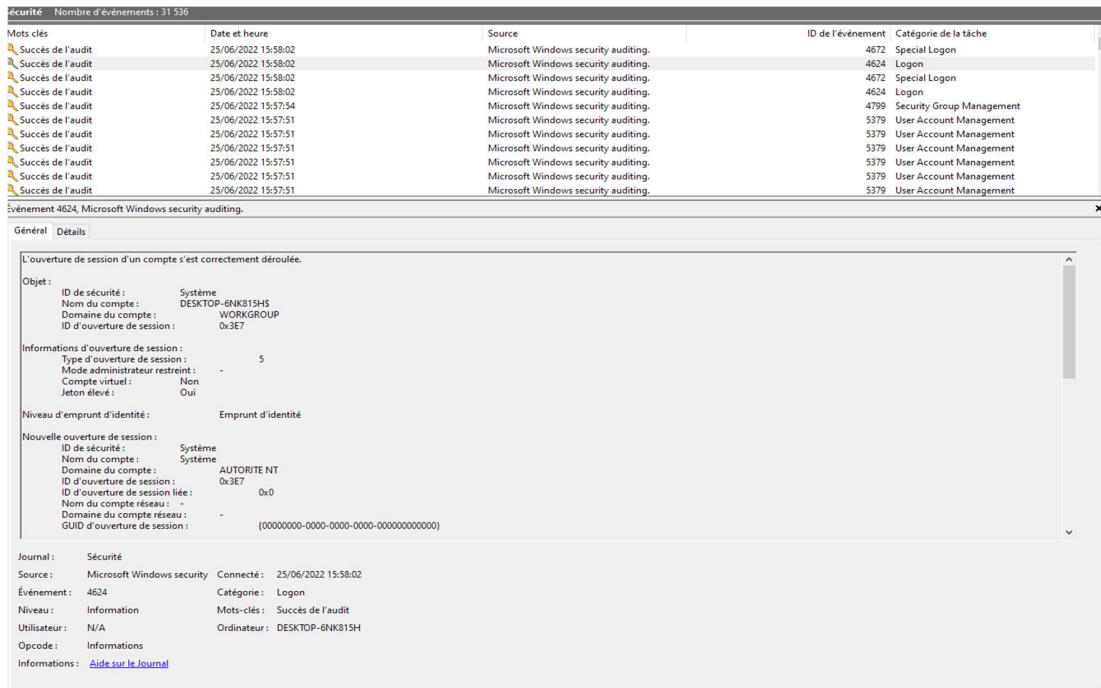 écurité Nombre d'événements : 31 536
Mots clés Date et heure Source ID de l'événement Catégorie de la tâche
Succès de l'audit 25/06/2022 15:58:02 Microsoft Windows security auditing. 4672 Special Logon
Succès de l'audit 25/06/2022 15:58:02 Microsoft Windows security auditing. 4624 Logon
Succès de l'audit 25/06/2022 15:58:02 Microsoft Windows security auditing. 4672 Special Logon
Succès de l'audit 25/06/2022 15:58:02 Microsoft Windows security auditing. 4624 Logon
Succès de l'audit 25/06/2022 15:57:54 Microsoft Windows security auditing. 4799 Security Group Management
Succès de l'audit 25/06/2022 15:57:51 Microsoft Windows security auditing. 5379 User Account Management
Succès de l'audit 25/06/2022 15:57:51 Microsoft Windows security auditing. 5379 User Account Management
Succès de l'audit 25/06/2022 15:57:51 Microsoft Windows security auditing. 5379 User Account Management
Succès de l'audit 25/06/2022 15:57:51 Microsoft Windows security auditing. 5379 User Account Management
Succès de l'audit 25/06/2022 15:57:51 Microsoft Windows security auditing. 5379 User Account Management
Succès de l'audit 25/06/2022 15:57:51 Microsoft Windows security auditing. 5379 User Account Management
Événement 4624, Microsoft Windows security auditing.
Général Détails
L'ouverture de session d'un compte s'est correctement déroulée.
Objet :
ID de sécurité : Système
Nom du compte : DESKTOP-6NK815H$
Domaine du compte : WORKGROUP
ID d'ouverture de session : 0x3E7
Informations d'ouverture de session :
Type d'ouverture de session : 5
Mode administrateur restreint : -
Compte virtuel : Non
Jeton élevé : Oui
Niveau d'emprunt d'identité : Emprunt d'identité
Nouvelle ouverture de session :
ID de sécurité : Système
Nom du compte : Système
Domaine du compte : AUTORITE NT
ID d'ouverture de session : 0x3E7
ID d'ouverture de session liée : 0x0
Nom du compte réseau : -
Domaine du compte réseau : -
GUID d'ouverture de session : {00000000-0000-0000-0000-000000000000}
Journal : Sécurité
Source : Microsoft Windows security Connecté : 25/06/2022 15:58:02
Événement : 4624 Catégorie : Logon
Niveau : Information Mots-clés : Succès de l'audit
Utilisateur : N/A Ordinateur : DESKTOP-6NK815H
Opcode : Informations
Informations : Aide sur le Journal